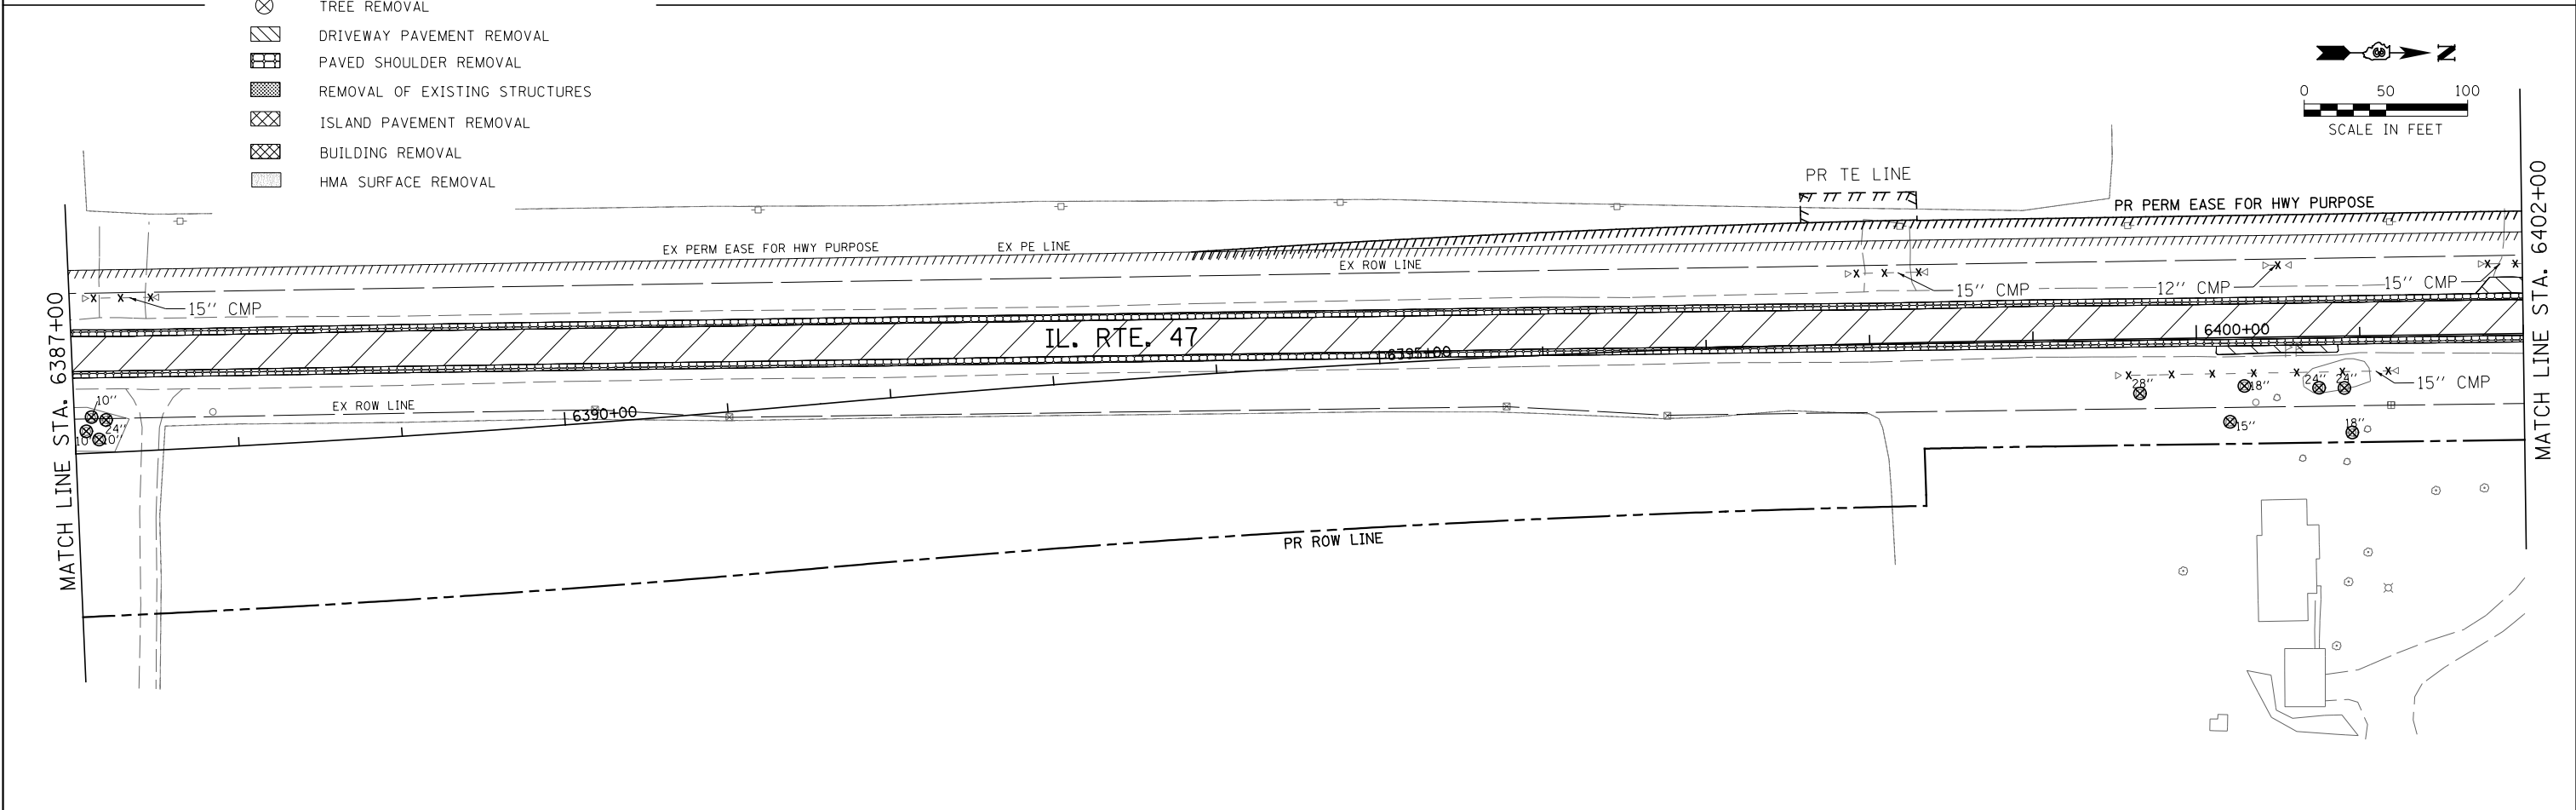 TREE REMOVAL
DRIVEWAY PAVEMENT REMOVAL
PAVED SHOULDER REMOVAL
REMOVAL OF EXISTING STRUCTURES
ISLAND PAVEMENT REMOVAL
BUILDING REMOVAL
HMA SURFACE REMOVAL
N
0 50 100
SCALE IN FEET
MATCH LINE STA. 6387+00
MATCH LINE STA. 6402+00
PR TE LINE
PR PERM EASE FOR HWY PURPOSE
EX PERM EASE FOR HWY PURPOSE
EX PE LINE
EX ROW LINE
15'' CMP
15'' CMP
12'' CMP
15'' CMP
IL. RTE. 47
6400+00
6395+00
15'' CMP
28''
18''
24''
24''
10''
EX ROW LINE
6390+00
24''
10''
10''
15''
18''
PR ROW LINE